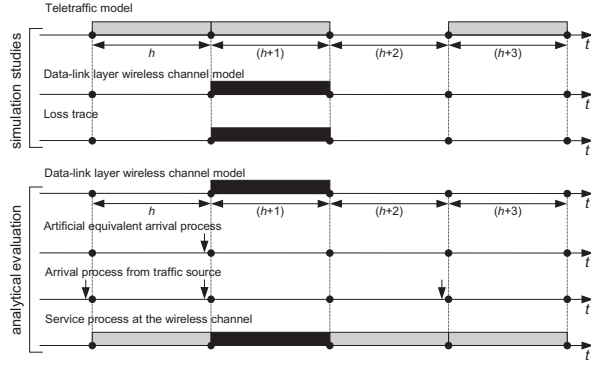 Teletraffic model
t
h (h+1) (h+2) (h+3)
Data-link layer wireless channel model
t
Loss trace
t
simulation studies
Data-link layer wireless channel model
t
h (h+1) (h+2) (h+3)
Artificial equivalent arrival process
t
Arrival process from traffic source
t
Service process at the wireless channel
t
analytical evaluation